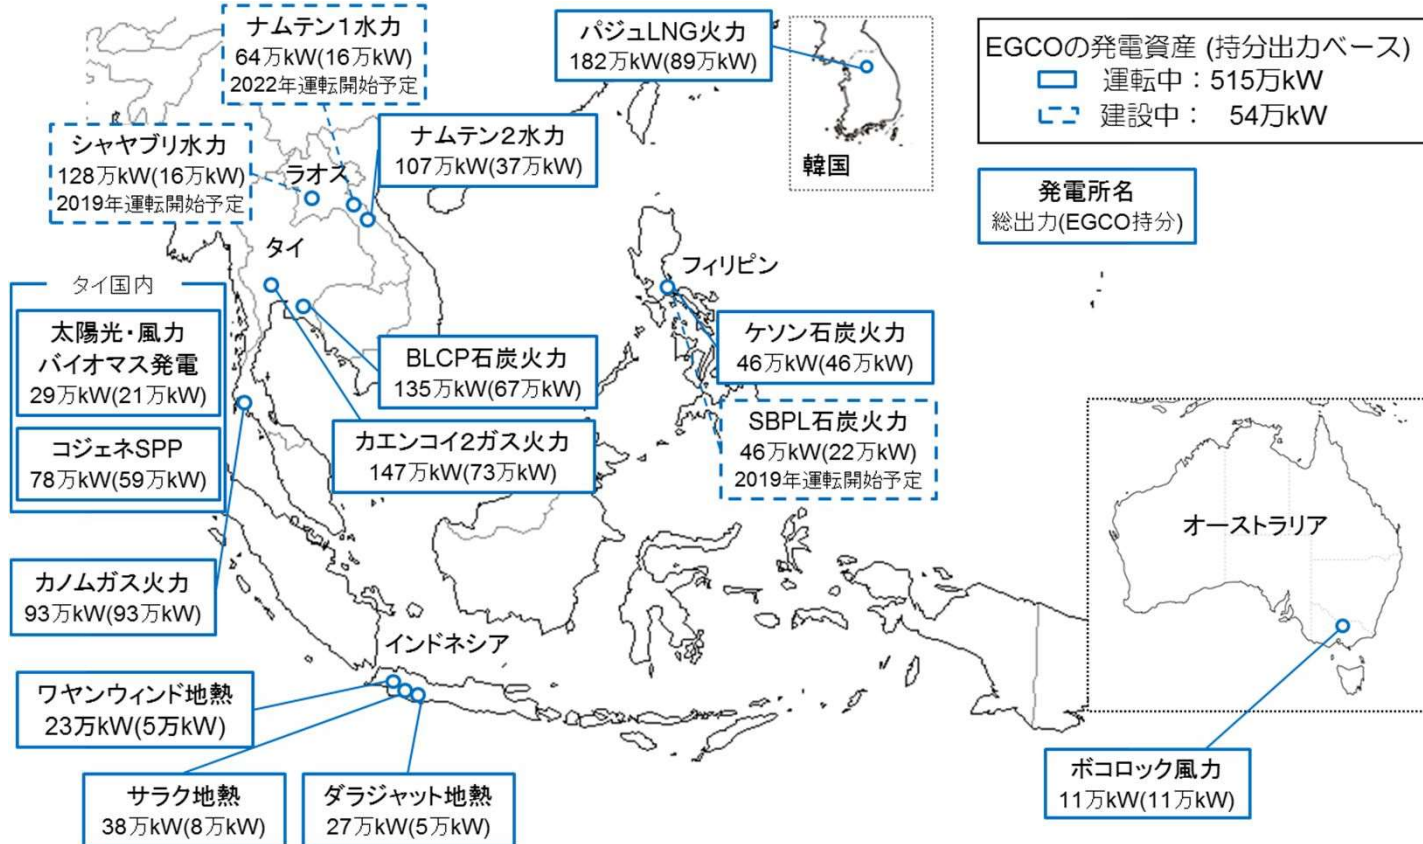 ナムテン1水力
64万kW(16万kW)
2022年運転開始予定
パジュLNG火力
182万kW(89万kW)
韓国
EGCOの発電資産 (持分出力ベース)
運転中：515万kW
建設中： 54万kW
発電所名
総出力(EGCO持分)
シャヤブリ水力
128万kW(16万kW)
2019年運転開始予定
ラオス
ナムテン2水力
107万kW(37万kW)
タイ
フィリピン
タイ国内
太陽光・風力
バイオマス発電
29万kW(21万kW)
コジェネSPP
78万kW(59万kW)
BLCP石炭火力
135万kW(67万kW)
カエンコイ2ガス火力
147万kW(73万kW)
ケソン石炭火力
46万kW(46万kW)
SBPL石炭火力
46万kW(22万kW)
2019年運転開始予定
オーストラリア
カノムガス火力
93万kW(93万kW)
インドネシア
ワヤンウィンド地熱
23万kW(5万kW)
サラク地熱
38万kW(8万kW)
ダラジャット地熱
27万kW(5万kW)
ボコロック風力
11万kW(11万kW)